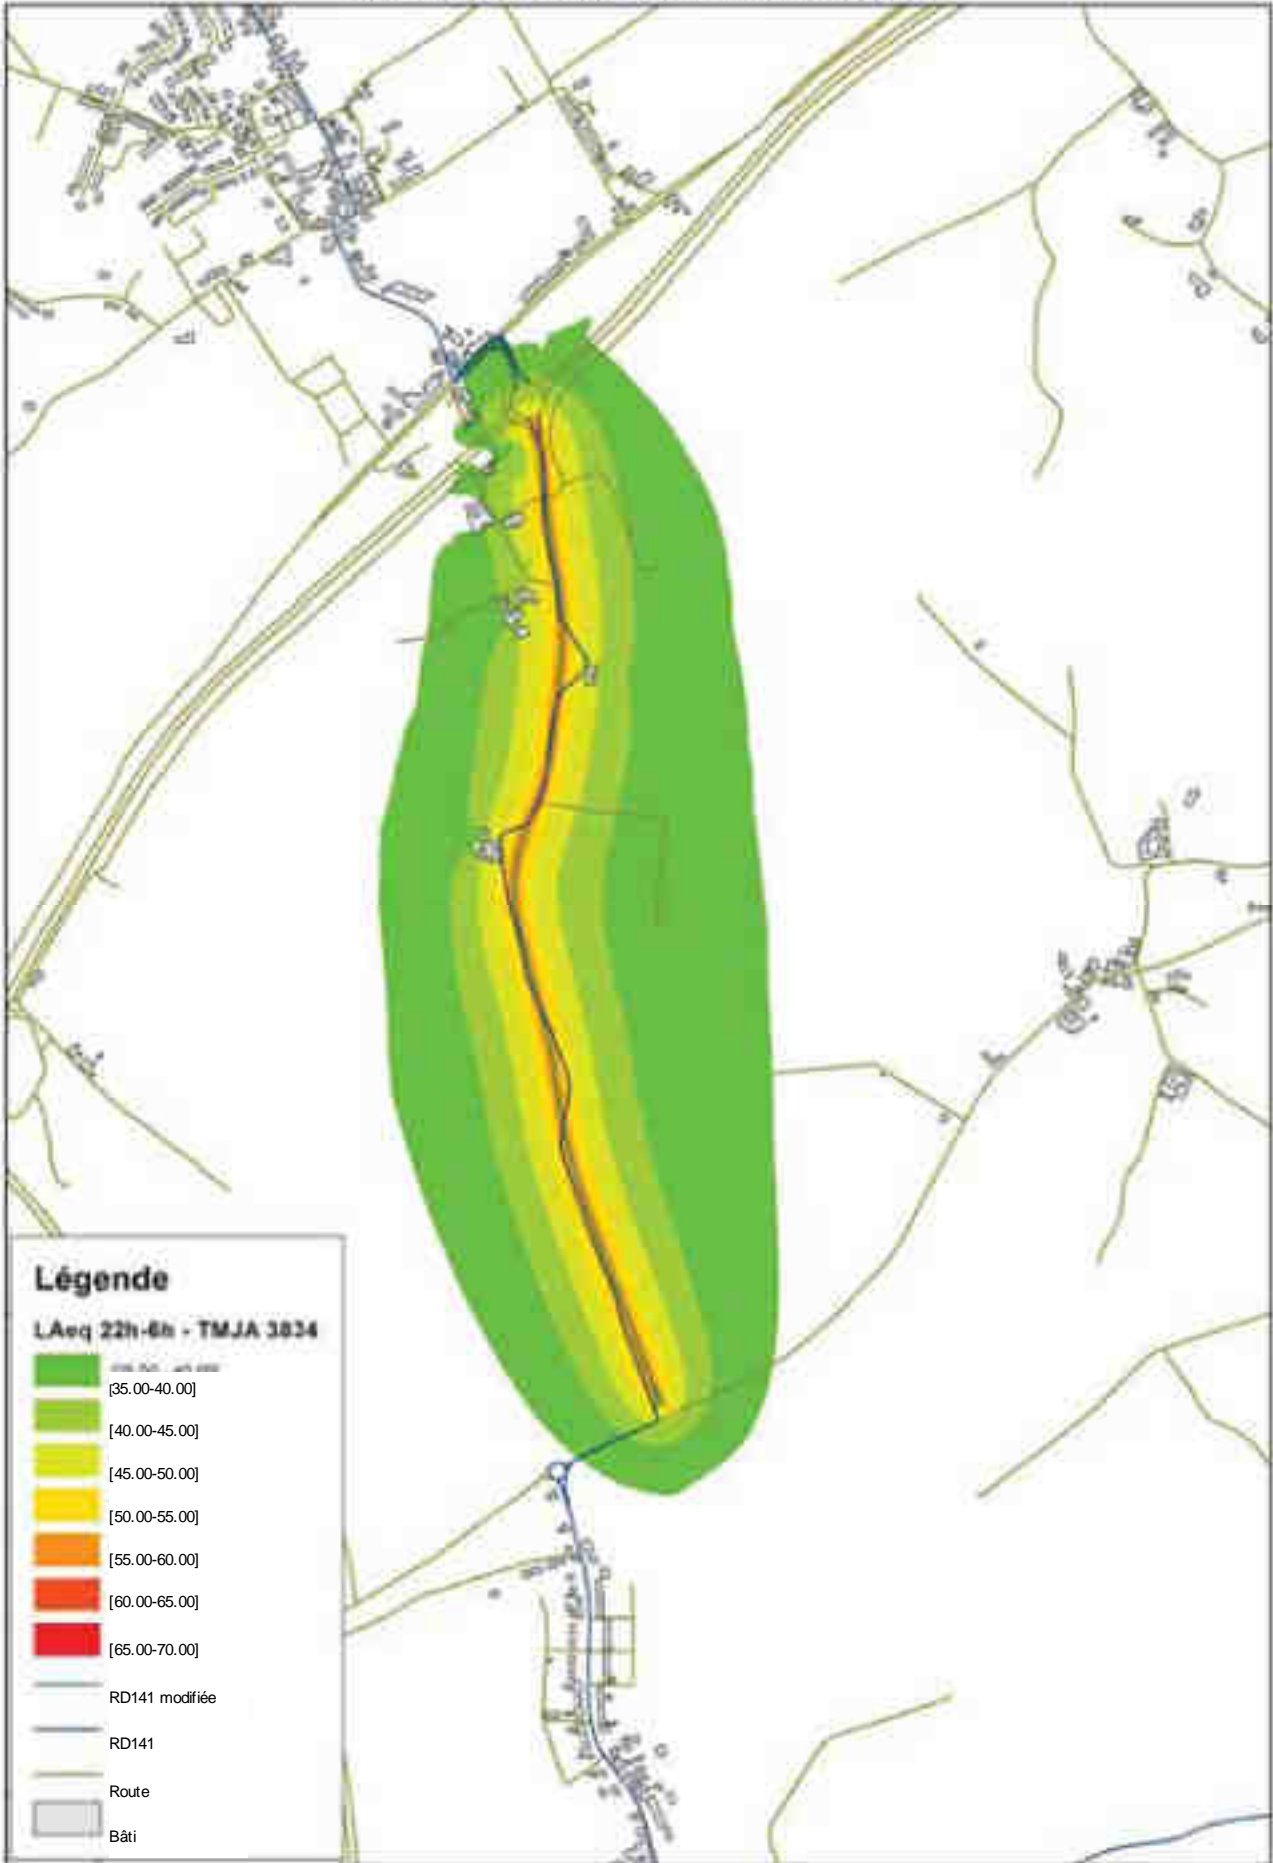 Légende
LAeq 22h-6h - TMJA 3834
[35.00-40.00]
[40.00-45.00]
[45.00-50.00]
[50.00-55.00]
[55.00-60.00]
[60.00-65.00]
[65.00-70.00]
RD141 modifiée
RD141
Route
Bâti